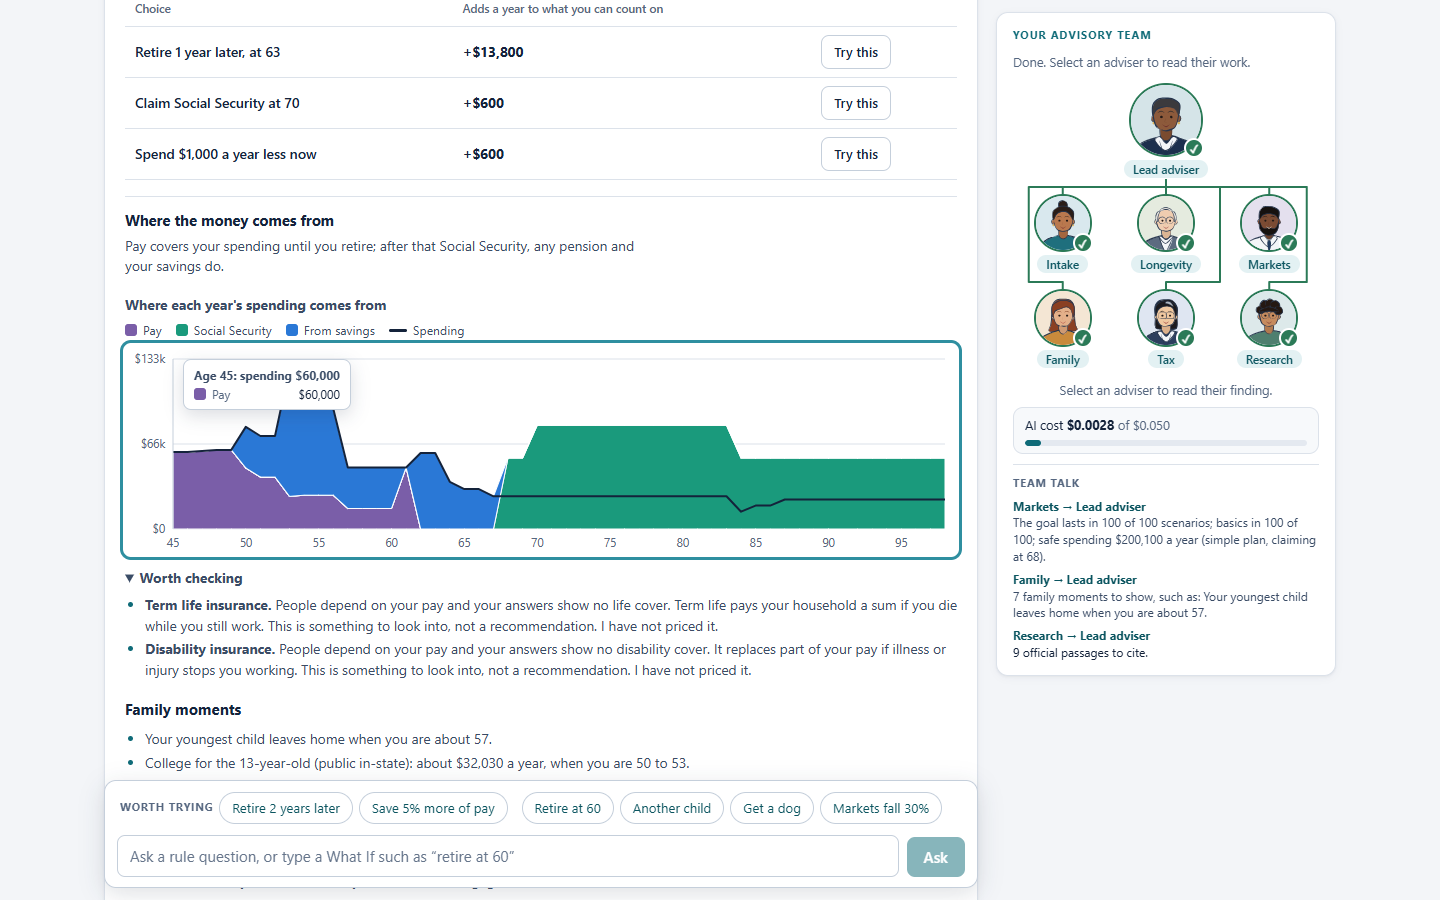 Choice
Adds a year to what you can count on
Retire 1 year later, at 63
+$13,800
Try this
Claim Social Security at 70
+$600
Try this
Spend $1,000 a year less now
+$600
Try this
Where the money comes from
Pay covers your spending until you retire; after that Social Security, any pension and
your savings do.
Where each year's spending comes from
Pay
Social Security
From savings
Spending
$133k
$66k
$0
Age 45: spending $60,000
Pay
$60,000
45
50
55
60
65
70
75
80
85
90
95
▼ Worth checking
• Term life insurance. People depend on your pay and your answers show no life cover. Term life pays your household a sum if you die
while you still work. This is something to look into, not a recommendation. I have not priced it.
• Disability insurance. People depend on your pay and your answers show no disability cover. It replaces part of your pay if illness or
injury stops you working. This is something to look into, not a recommendation. I have not priced it.
Family moments
• Your youngest child leaves home when you are about 57.
• College for the 13-year-old (public in-state): about $32,030 a year, when you are 50 to 53.
WORTH TRYING
Retire 2 years later
Save 5% more of pay
Retire at 60
Another child
Get a dog
Markets fall 30%
Ask a rule question, or type a What If such as “retire at 60”
Ask
YOUR ADVISORY TEAM
Done. Select an adviser to read their work.
Lead adviser
Intake
Longevity
Markets
Family
Tax
Research
Select an adviser to read their finding.
AI cost $0.0028 of $0.050
TEAM TALK
Markets → Lead adviser
The goal lasts in 100 of 100 scenarios; basics in 100 of
100; safe spending $200,100 a year (simple plan, claiming
at 68).
Family → Lead adviser
7 family moments to show, such as: Your youngest child
leaves home when you are about 57.
Research → Lead adviser
9 official passages to cite.